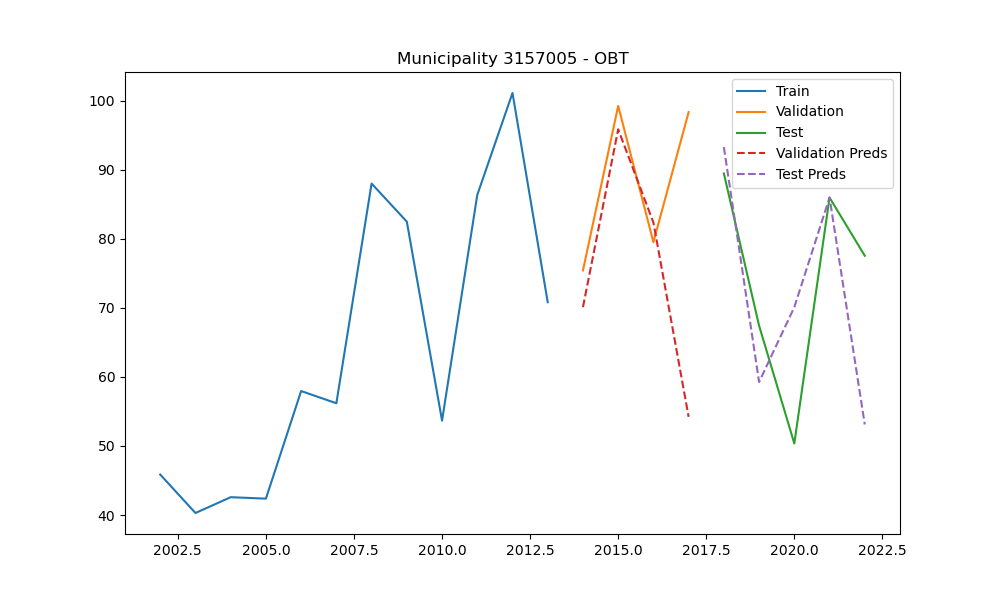 Municipality 3157005 - OBT
Train
Validation
Test
Validation Preds
Test Preds
100
90
80
70
60
50
40
2002.5 2005.0 2007.5 2010.0 2012.5 2015.0 2017.5 2020.0 2022.5